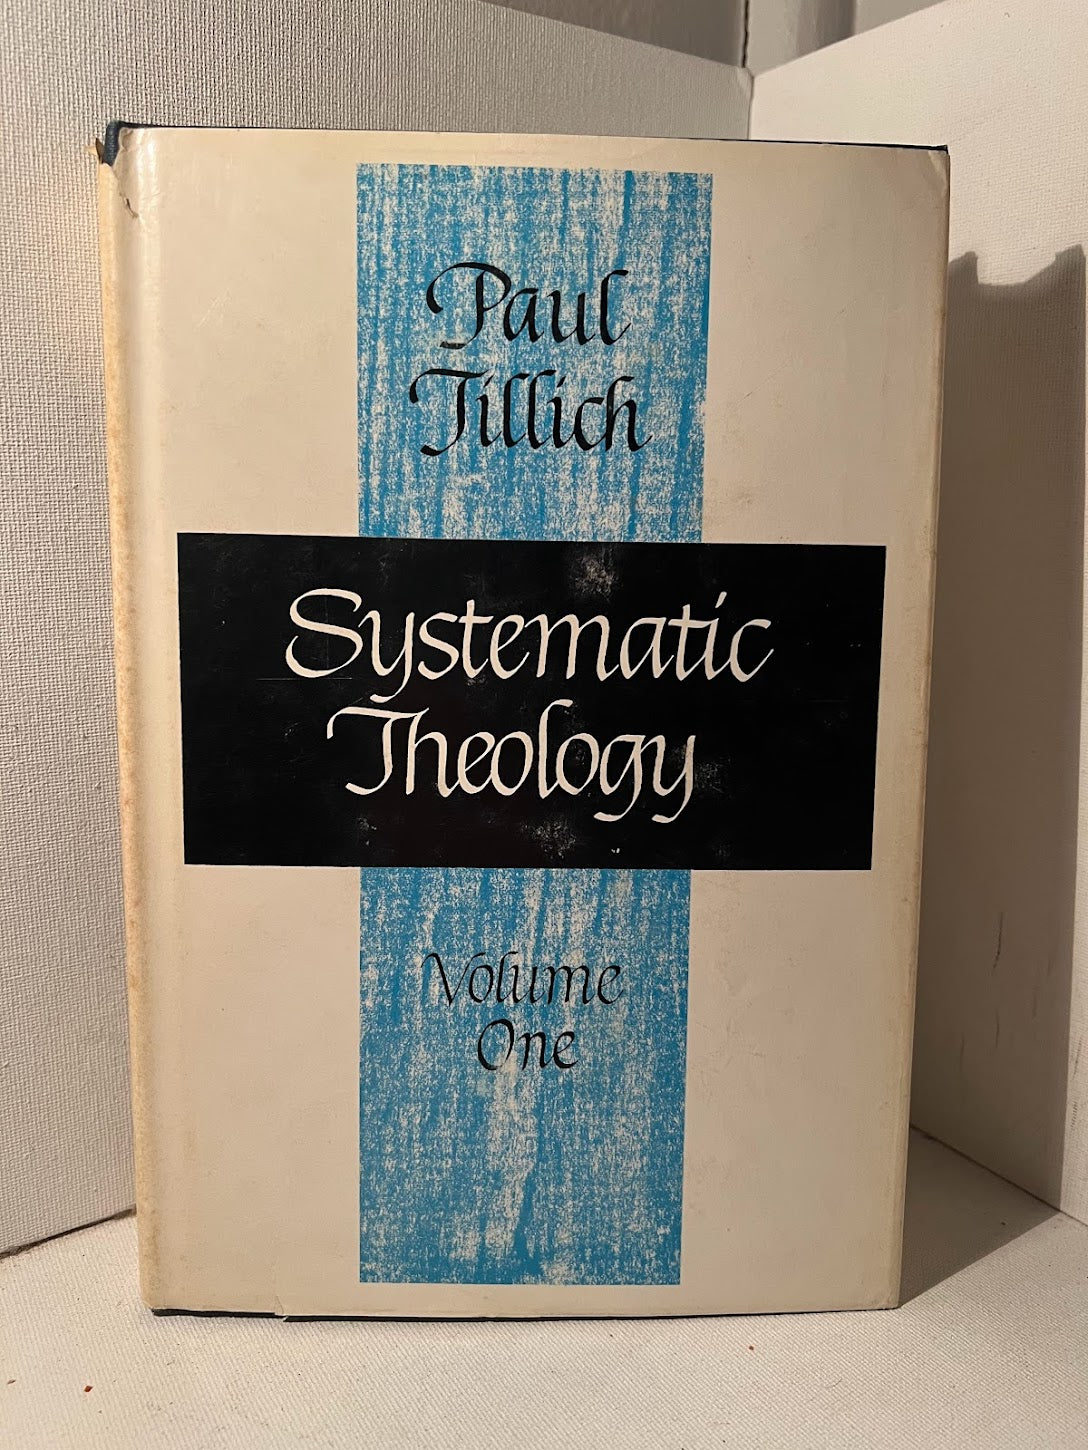 Paul
Tillich
Systematic
Theology
Volume
One